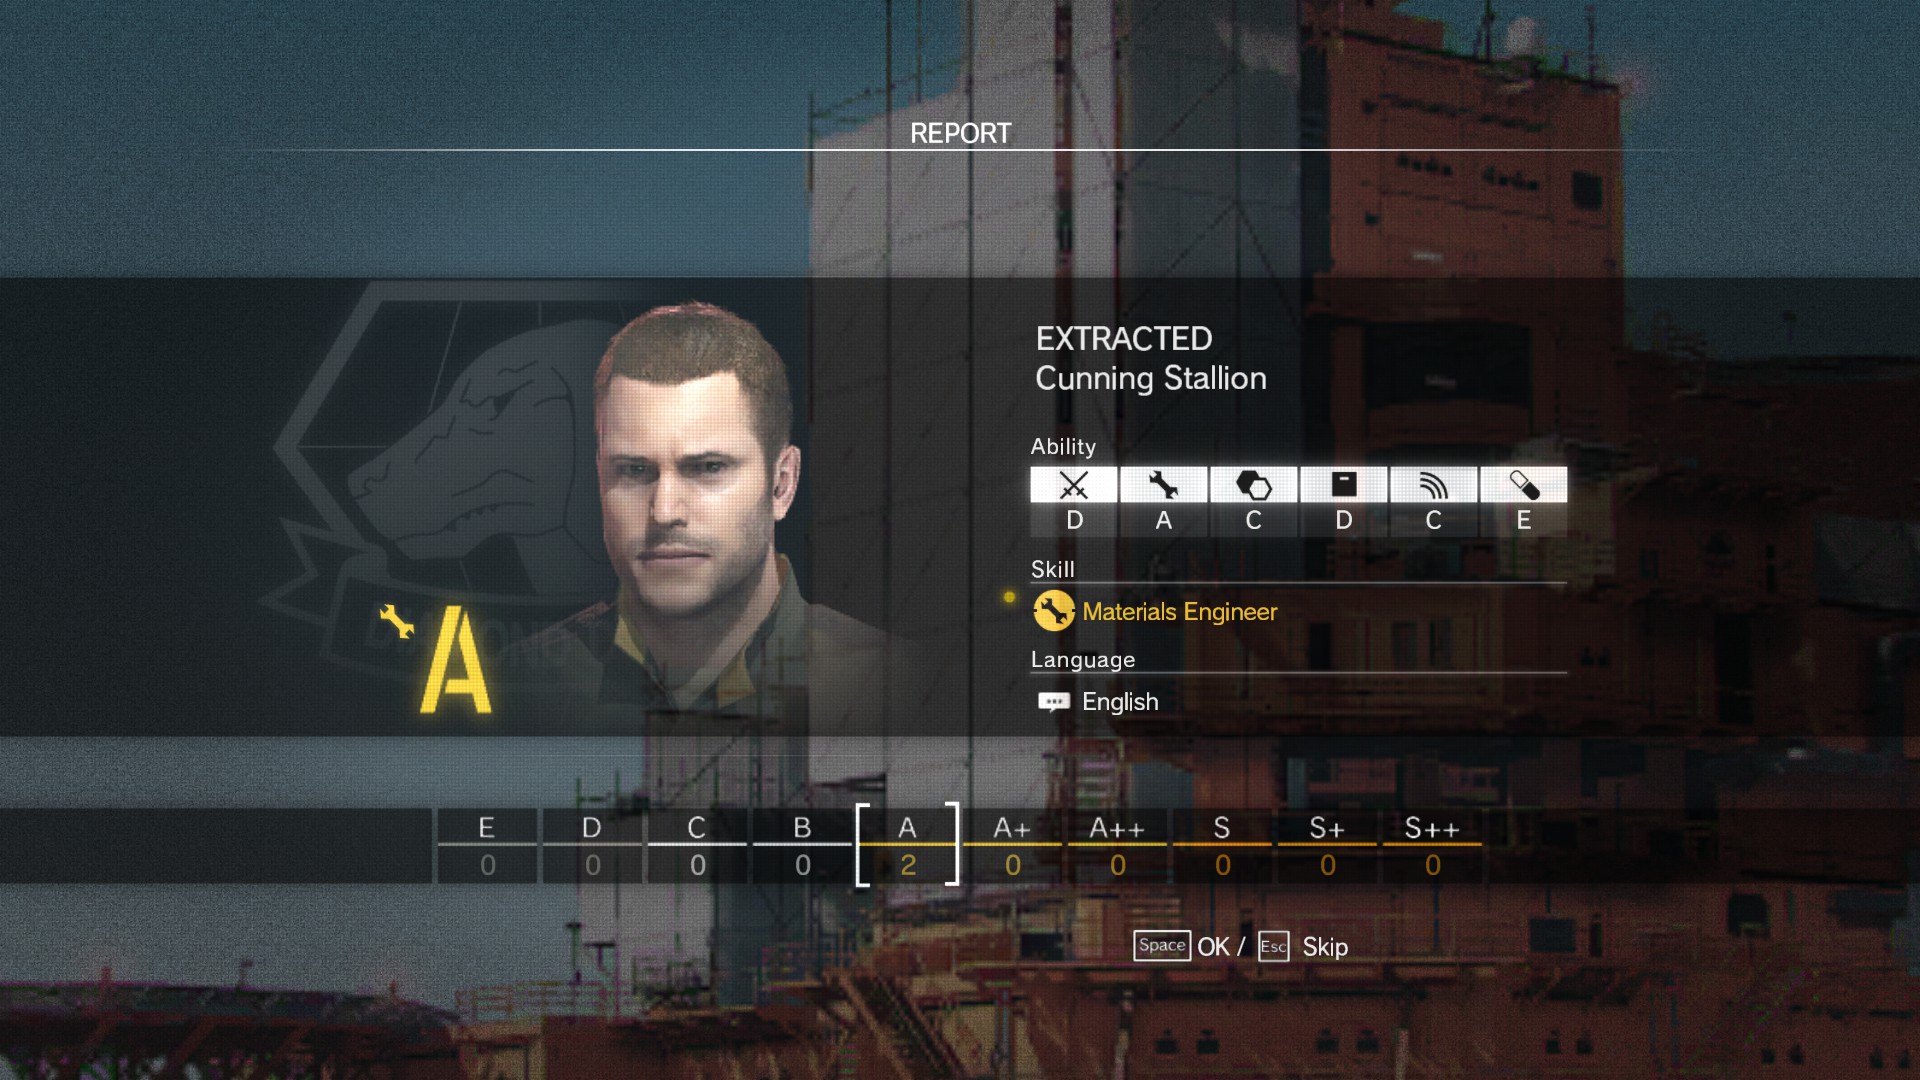 REPORT
EXTRACTED
Cunning Stallion
Ability
D A C D C E
Skill
Materials Engineer
Language
English
A
E D C B A A+ A++ S S+ S++
0 0 0 0 2 0 0 0 0 0
Space OK / Esc Skip